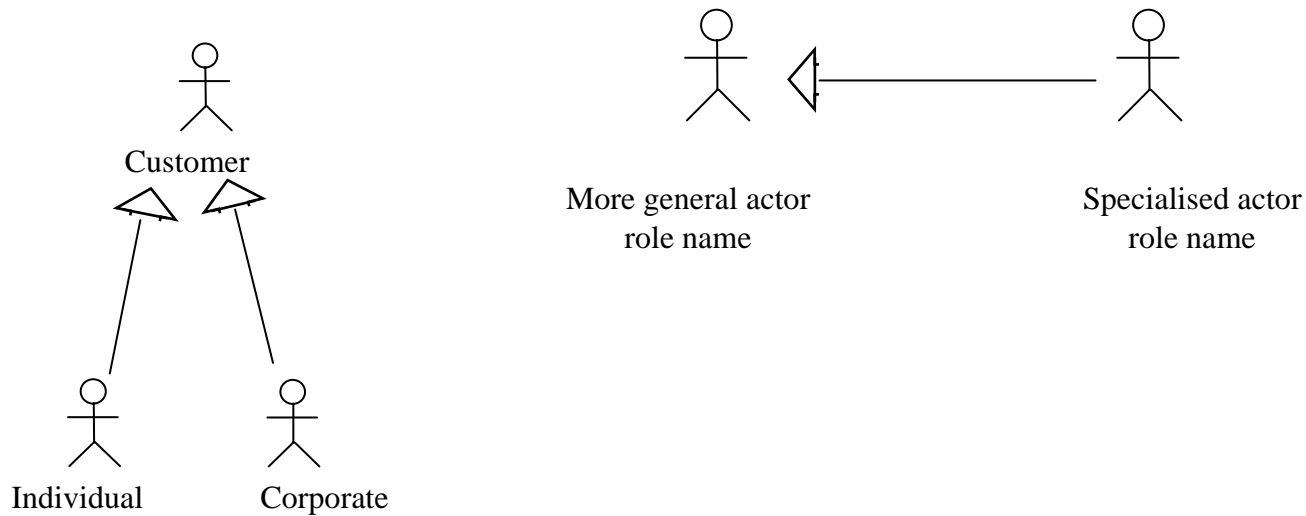 Customer
More general actor
role name
Specialised actor
role name
Individual
Corporate